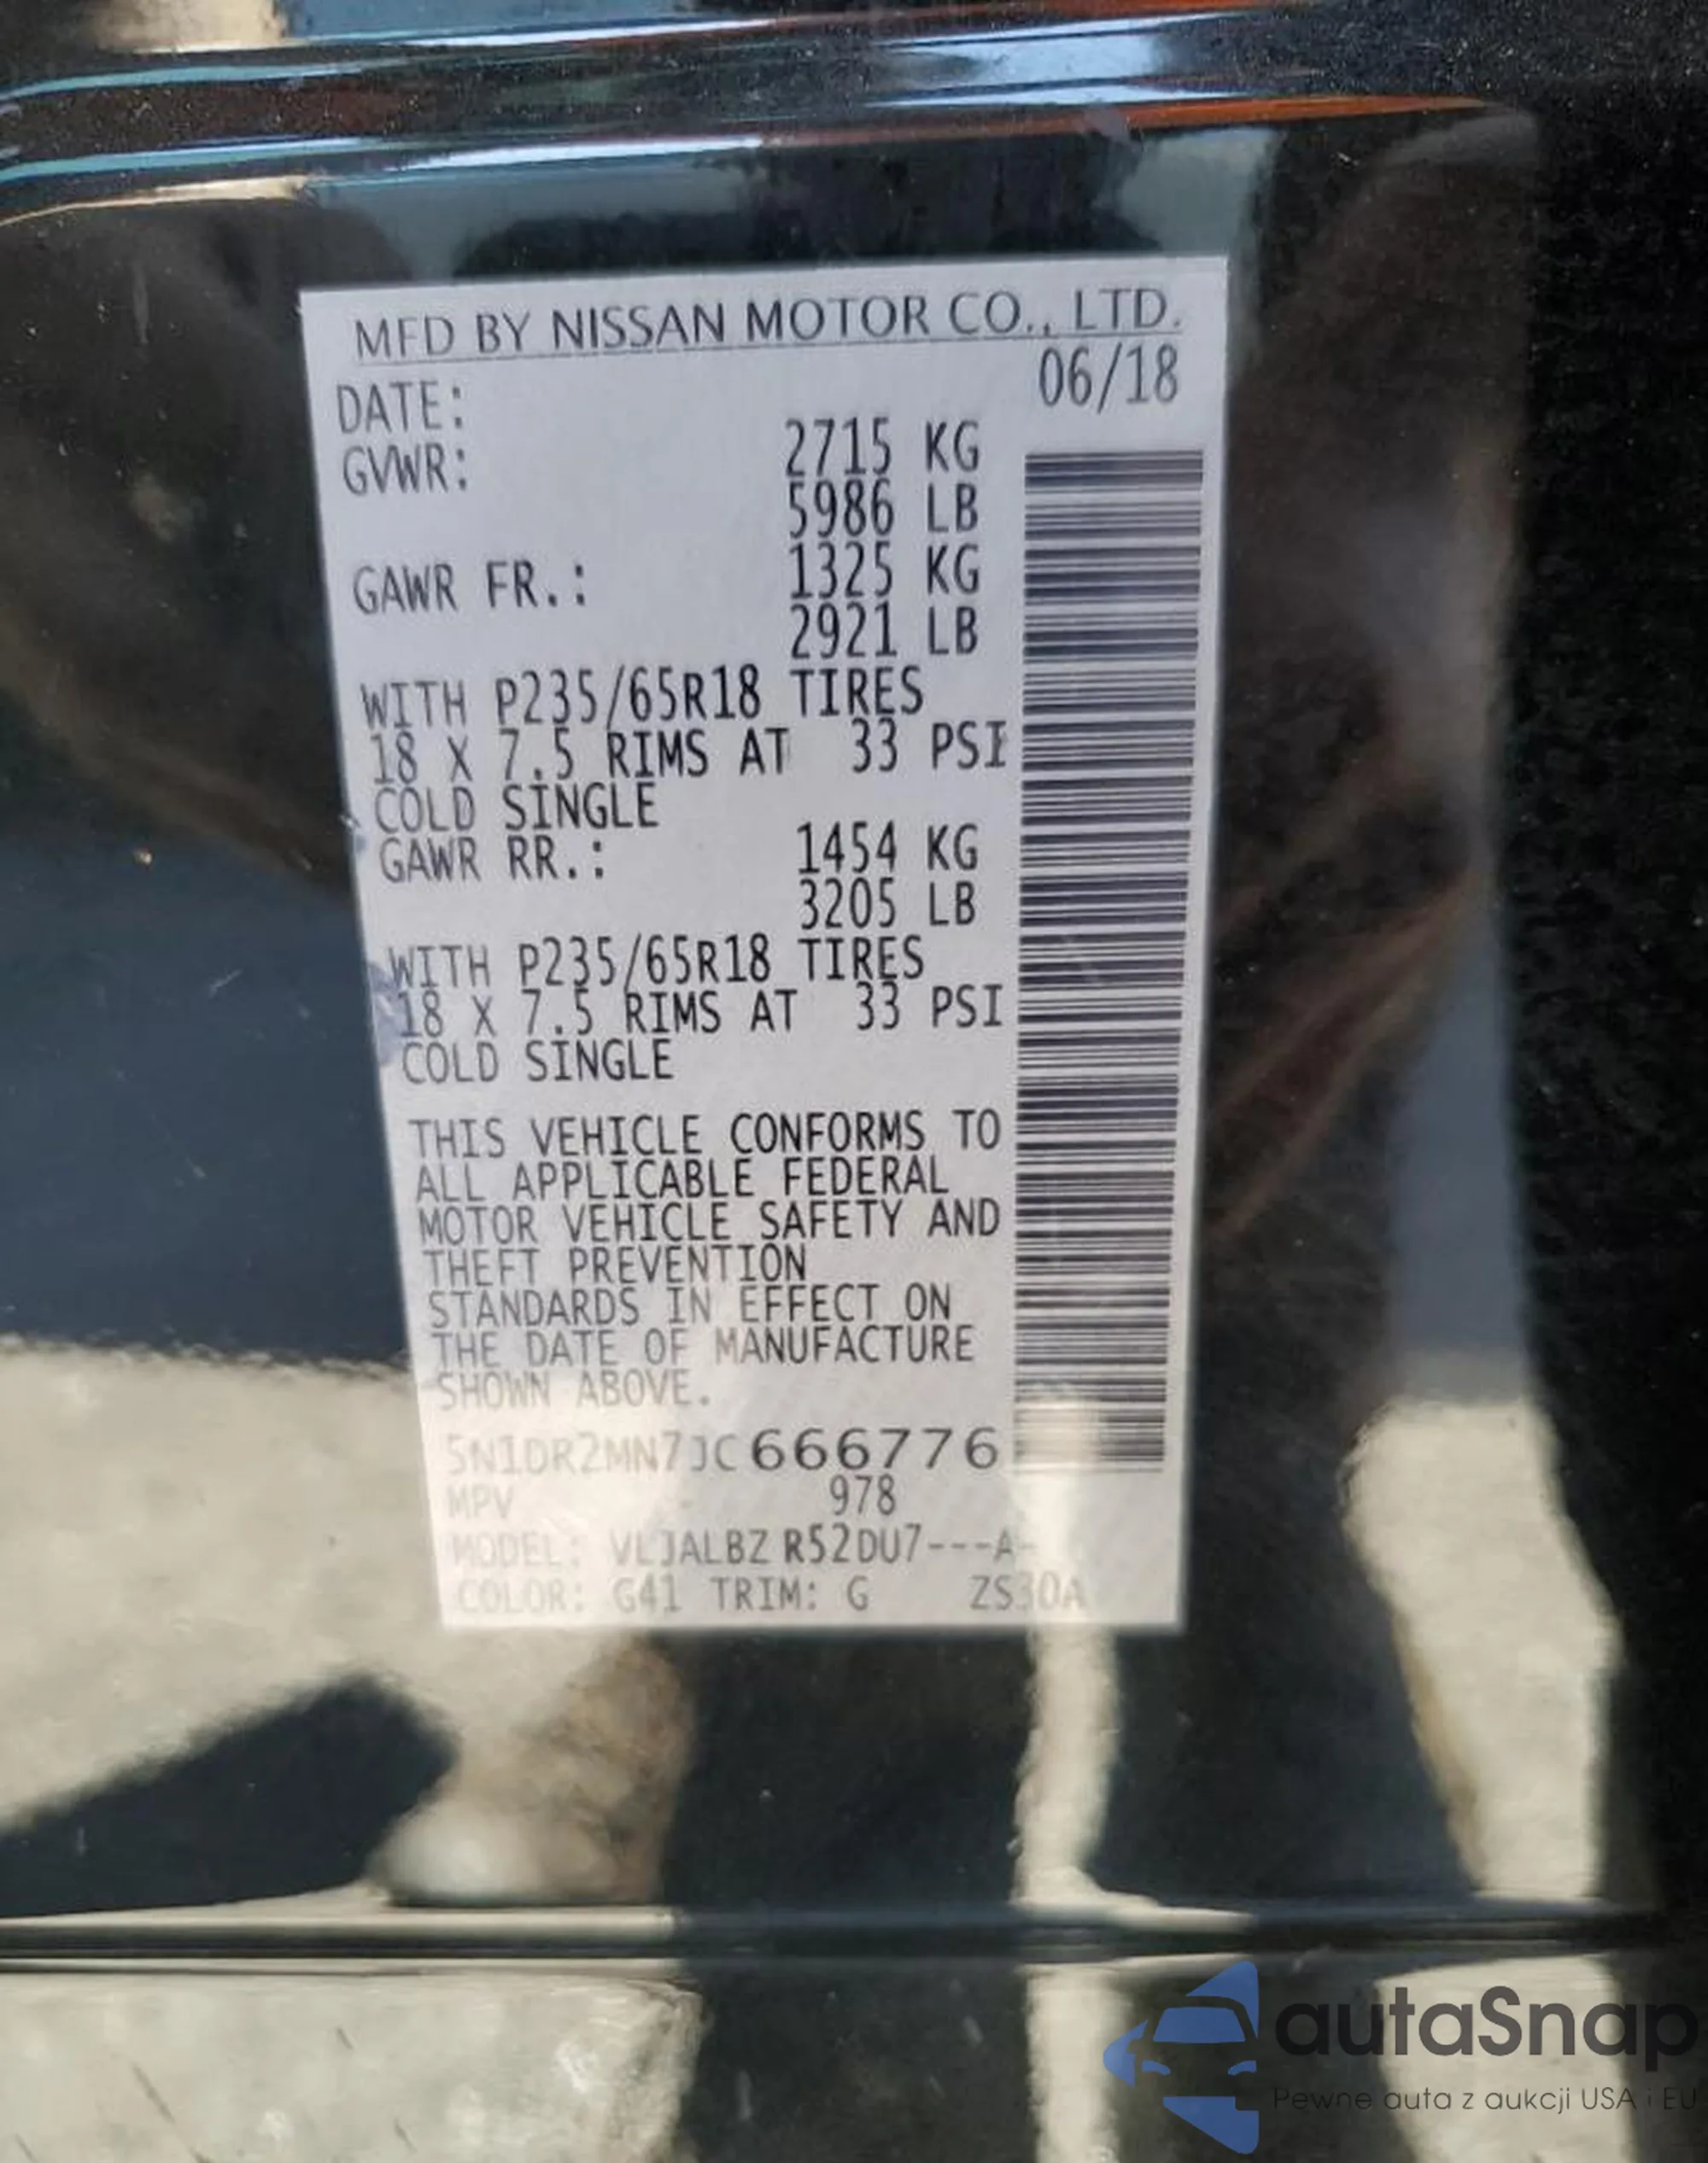 MFD BY NISSAN MOTOR CO., LTD.
DATE: 06/18
GVWR: 2715 KG
5986 LB
GAWR FR.: 1325 KG
2921 LB
WITH P235/65R18 TIRES
18 X 7.5 RIMS AT 33 PSI
COLD SINGLE
GAWR RR.: 1454 KG
3205 LB
WITH P235/65R18 TIRES
18 X 7.5 RIMS AT 33 PSI
COLD SINGLE
THIS VEHICLE CONFORMS TO
ALL APPLICABLE FEDERAL
MOTOR VEHICLE SAFETY AND
THEFT PREVENTION
STANDARDS IN EFFECT ON
THE DATE OF MANUFACTURE
SHOWN ABOVE.
5N1DR2MN7JC666776
MPV 978
MODEL: VLJALBZ R52DU7---A-
COLOR: G41 TRIM: G ZS30A
autaSnap
Pewne auta z aukcji USA i EU